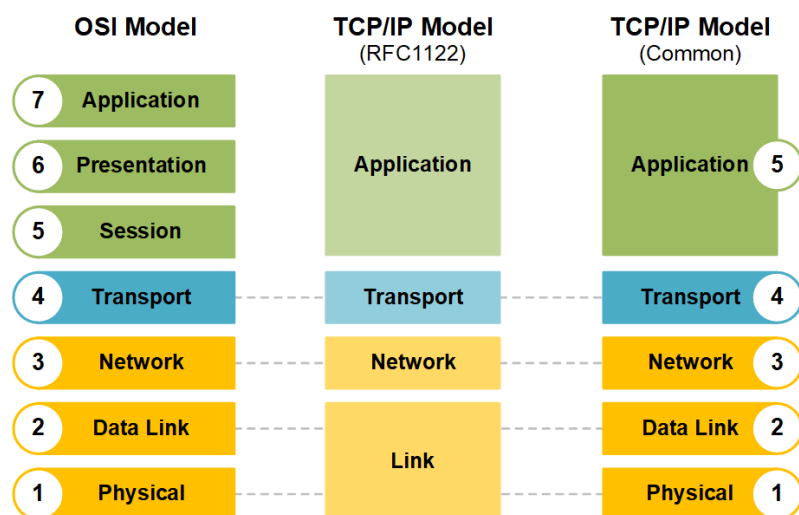 OSI Model
TCP/IP Model
(RFC1122)
TCP/IP Model
(Common)
7 Application
6 Presentation
5 Session
4 Transport
3 Network
2 Data Link
1 Physical
Application
Transport
Network
Link
Application 5
Transport 4
Network 3
Data Link 2
Physical 1